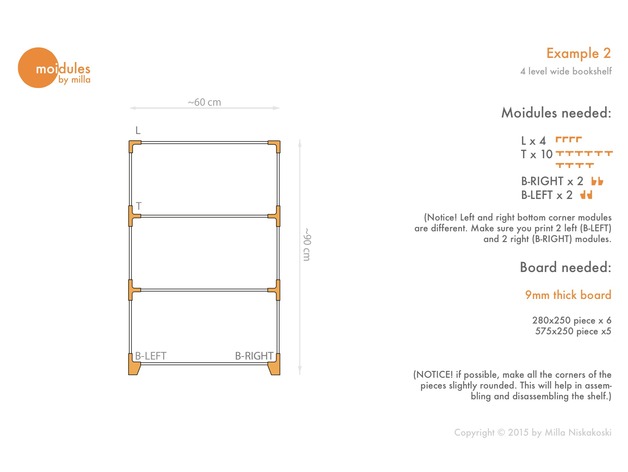 moidules
by milla
Example 2
4 level wide bookshelf
~60 cm
L
T
~90 cm
B-LEFT
B-RIGHT
Moidules needed:
L x 4
T x 10
B-RIGHT x 2
B-LEFT x 2
(Notice! Left and right bottom corner modules
are different. Make sure you print 2 left (B-LEFT)
and 2 right (B-RIGHT) modules.
Board needed:
9mm thick board
280x250 piece x 6
575x250 piece x5
(NOTICE! if possible, make all the corners of the
pieces slightly rounded. This will help in assem-
bling and disassembling the shelf.)
Copyright © 2015 by Milla Niskakoski